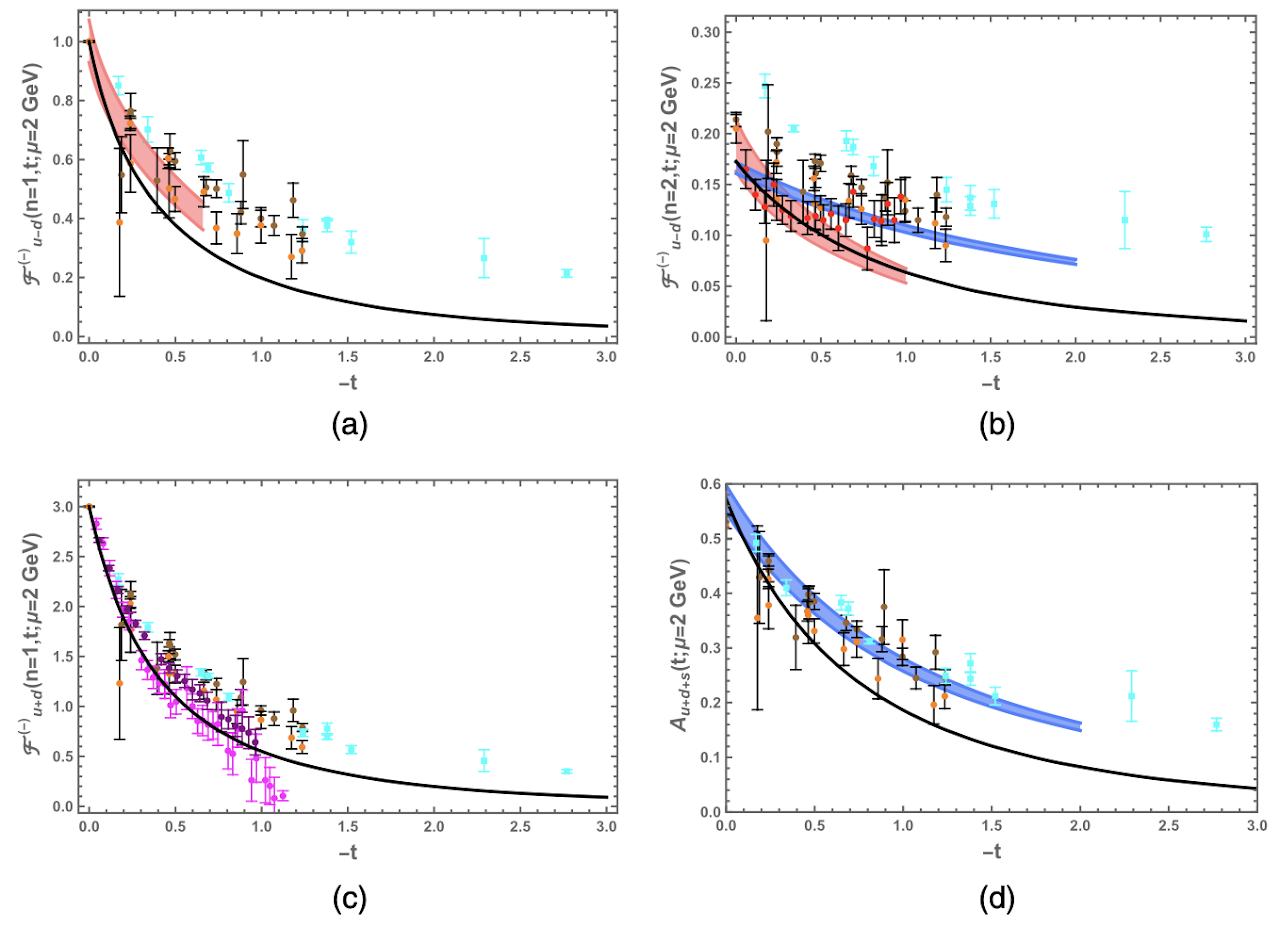 ℱ⁽⁻⁾u−d(n=1,t;μ=2 GeV)
1.0
0.8
0.6
0.4
0.2
0.0
0.0 0.5 1.0 1.5 2.0 2.5 3.0
−t
(a)
ℱ⁽⁻⁾u−d(n=2,t;μ=2 GeV)
0.30
0.25
0.20
0.15
0.10
0.05
0.00
0.0 0.5 1.0 1.5 2.0 2.5 3.0
−t
(b)
ℱ⁽⁻⁾u+d(n=1,t;μ=2 GeV)
3.0
2.5
2.0
1.5
1.0
0.5
0.0
0.0 0.5 1.0 1.5 2.0 2.5 3.0
−t
(c)
Au+d+s(t;μ=2 GeV)
0.6
0.5
0.4
0.3
0.2
0.1
0.0
0.0 0.5 1.0 1.5 2.0 2.5 3.0
−t
(d)